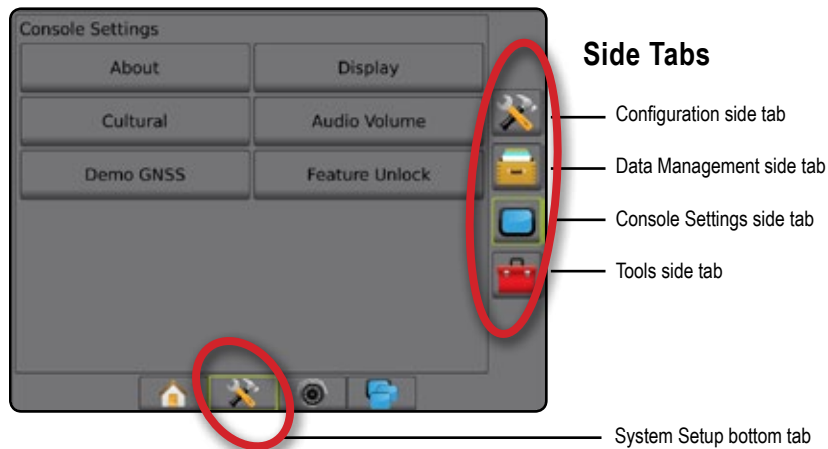 Console Settings
About
Display
Cultural
Audio Volume
Demo GNSS
Feature Unlock
Side Tabs
Configuration side tab
Data Management side tab
Console Settings side tab
Tools side tab
System Setup bottom tab